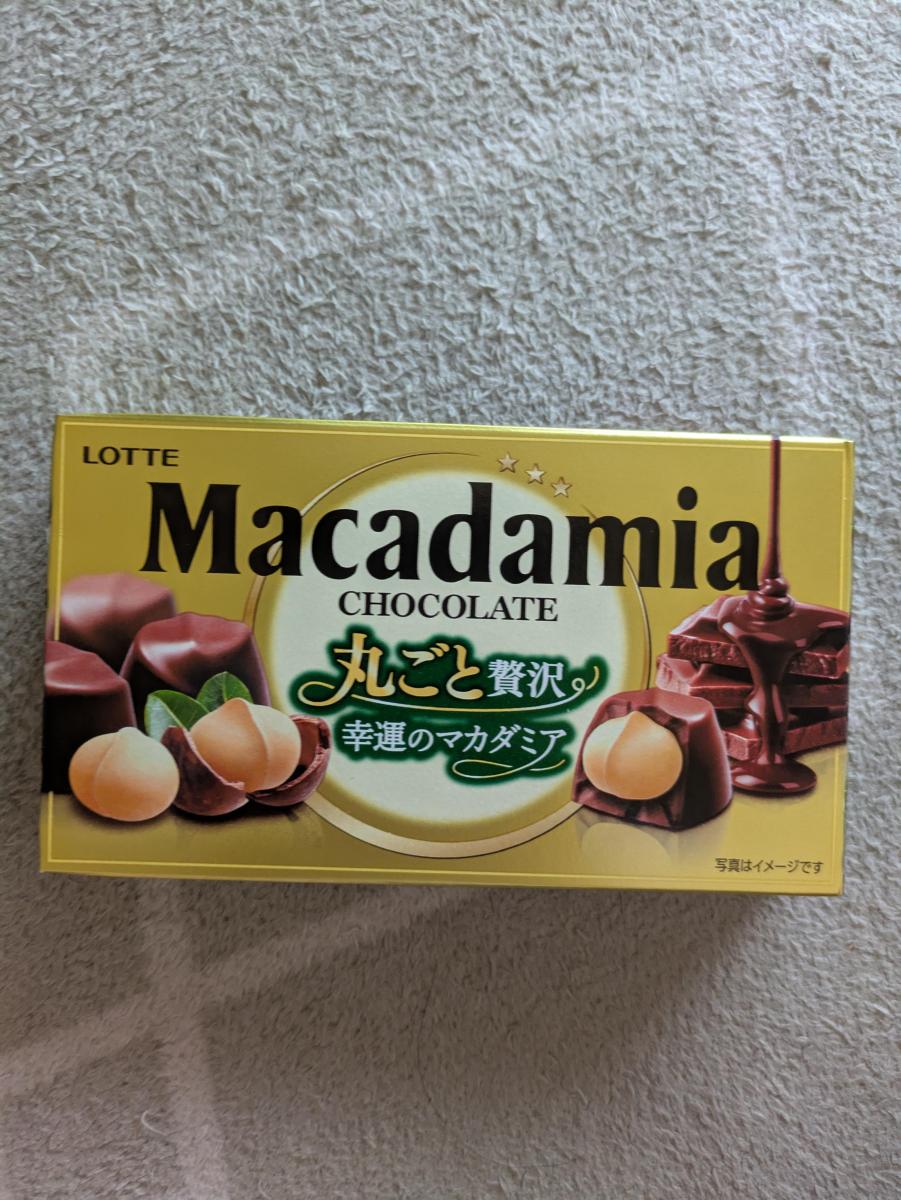 LOTTE
Macadamia
CHOCOLATE
丸ごと贅沢。
幸運のマカダミア
写真はイメージです